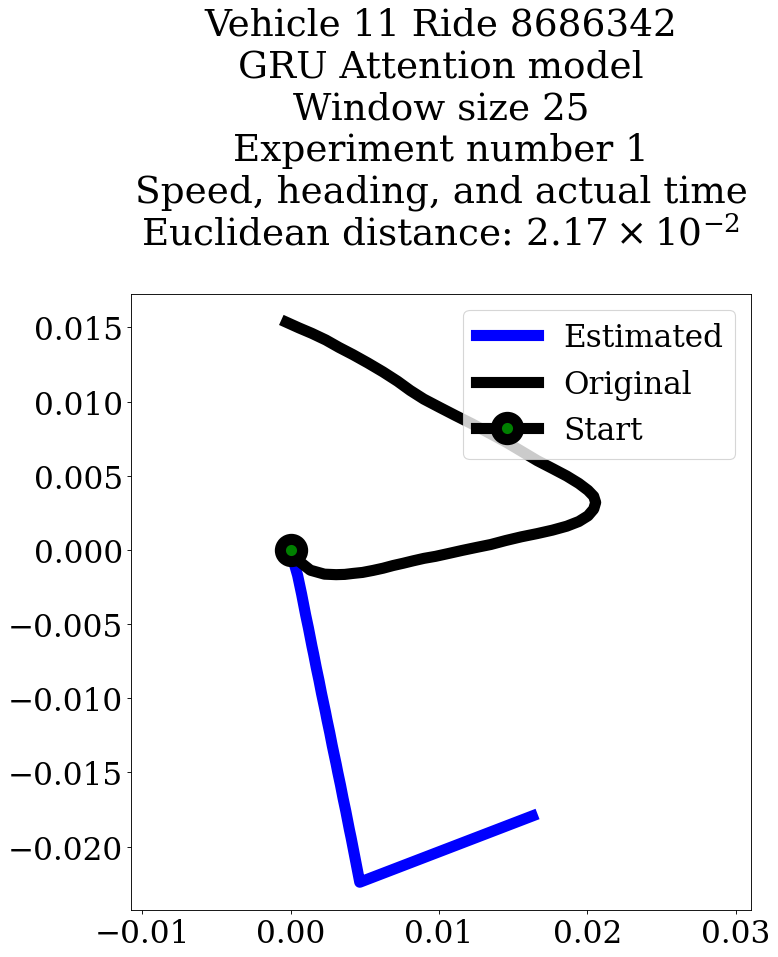 Vehicle 11 Ride 8686342
GRU Attention model
Window size 25
Experiment number 1
Speed, heading, and actual time
Euclidean distance: 2.17 × 10⁻²
Estimated
Original
Start
0.015
0.010
0.005
0.000
−0.005
−0.010
−0.015
−0.020
−0.01 0.00 0.01 0.02 0.03